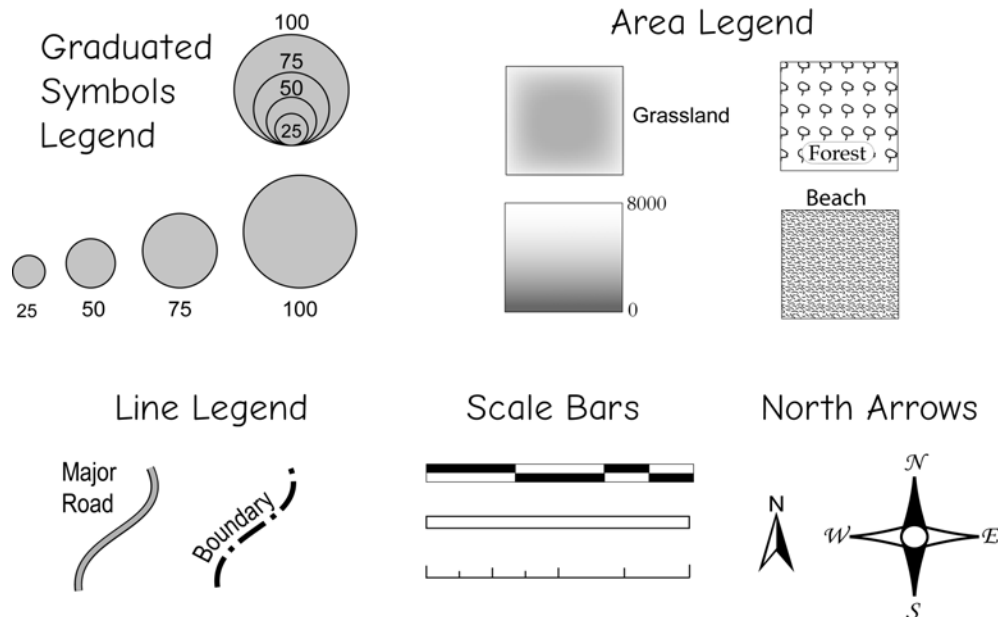 Graduated
Symbols
Legend
100
75
50
25
25
50
75
100
Area Legend
Grassland
Forest
8000
0
Beach
Line Legend
Major
Road
Boundary
Scale Bars
North Arrows
N
N
W
E
S